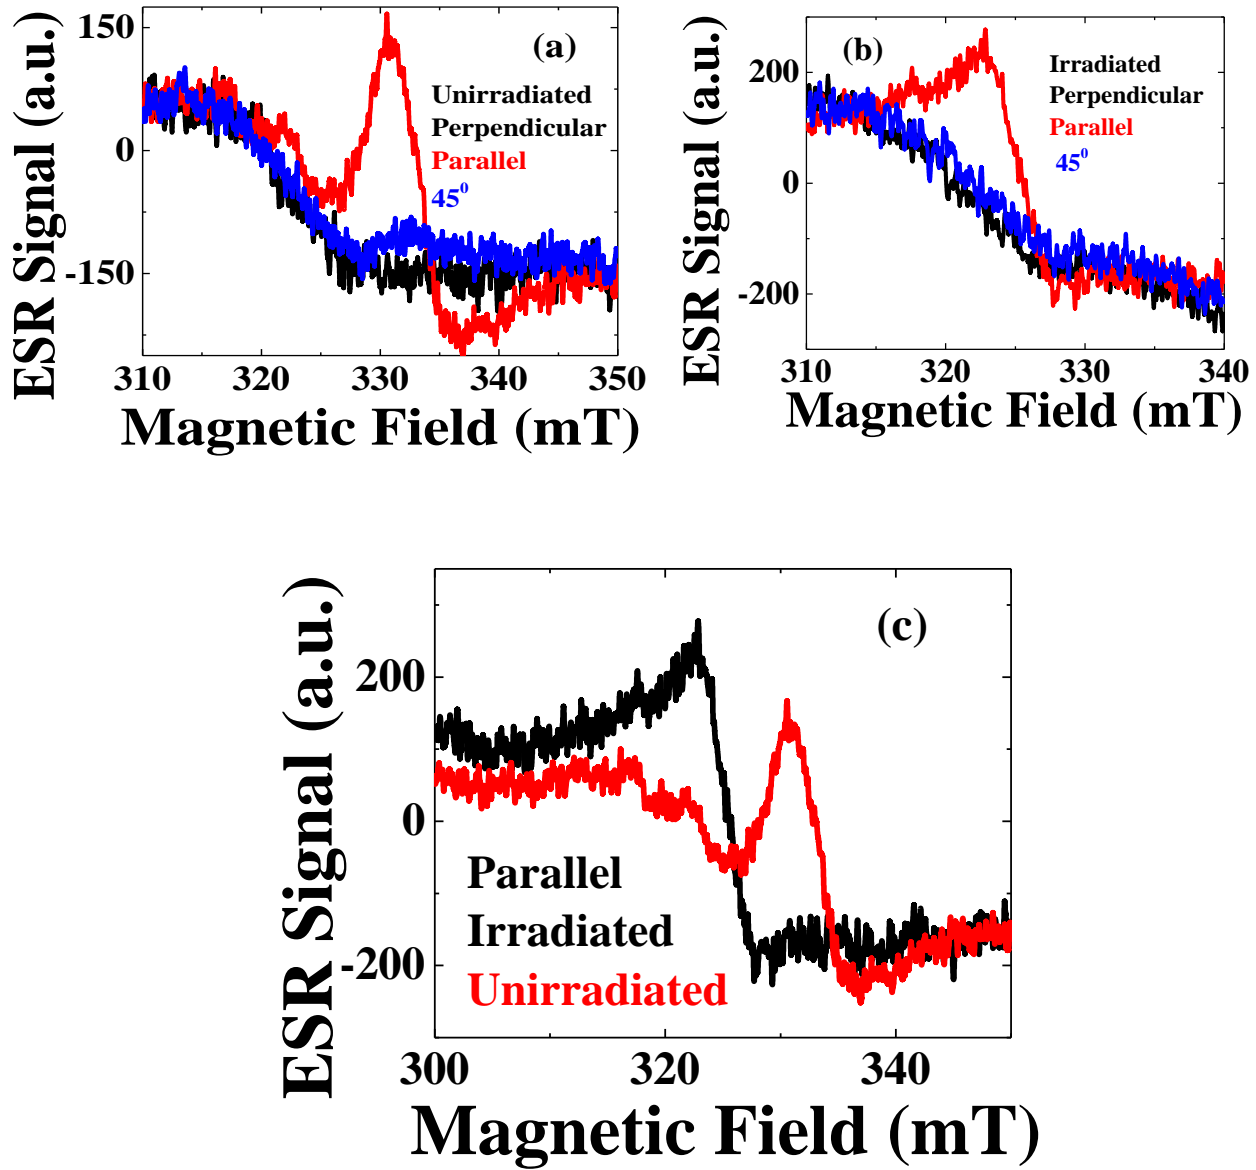 (a)
Unirradiated
Perpendicular
Parallel
45⁰
150
0
-150
310 320 330 340 350
ESR Signal (a.u.)
Magnetic Field (mT)
(b)
Irradiated
Perpendicular
Parallel
45⁰
200
0
-200
310 320 330 340
ESR Signal (a.u.)
Magnetic Field (mT)
(c)
200
0
-200
Parallel
Irradiated
Unirradiated
300 320 340
ESR Signal (a.u.)
Magnetic Field (mT)